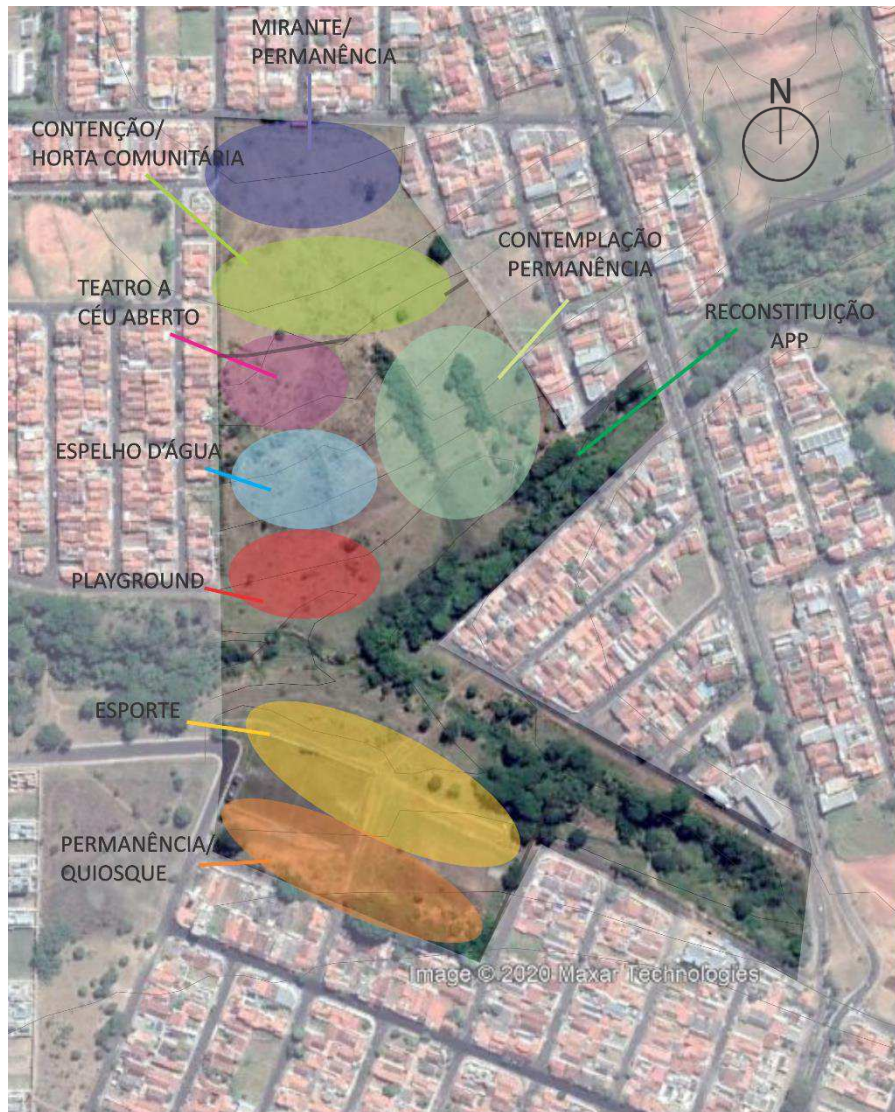 MIRANTE/
PERMANÊNCIA
N
CONTENÇÃO/
HORTA COMUNITÁRIA
CONTEMPLAÇÃO
PERMANÊNCIA
TEATRO A
CÉU ABERTO
RECONSTITUIÇÃO
APP
ESPELHO D'ÁGUA
PLAYGROUND
ESPORTE
PERMANÊNCIA/
QUIOSQUE
Image © 2020 Maxar Technologies